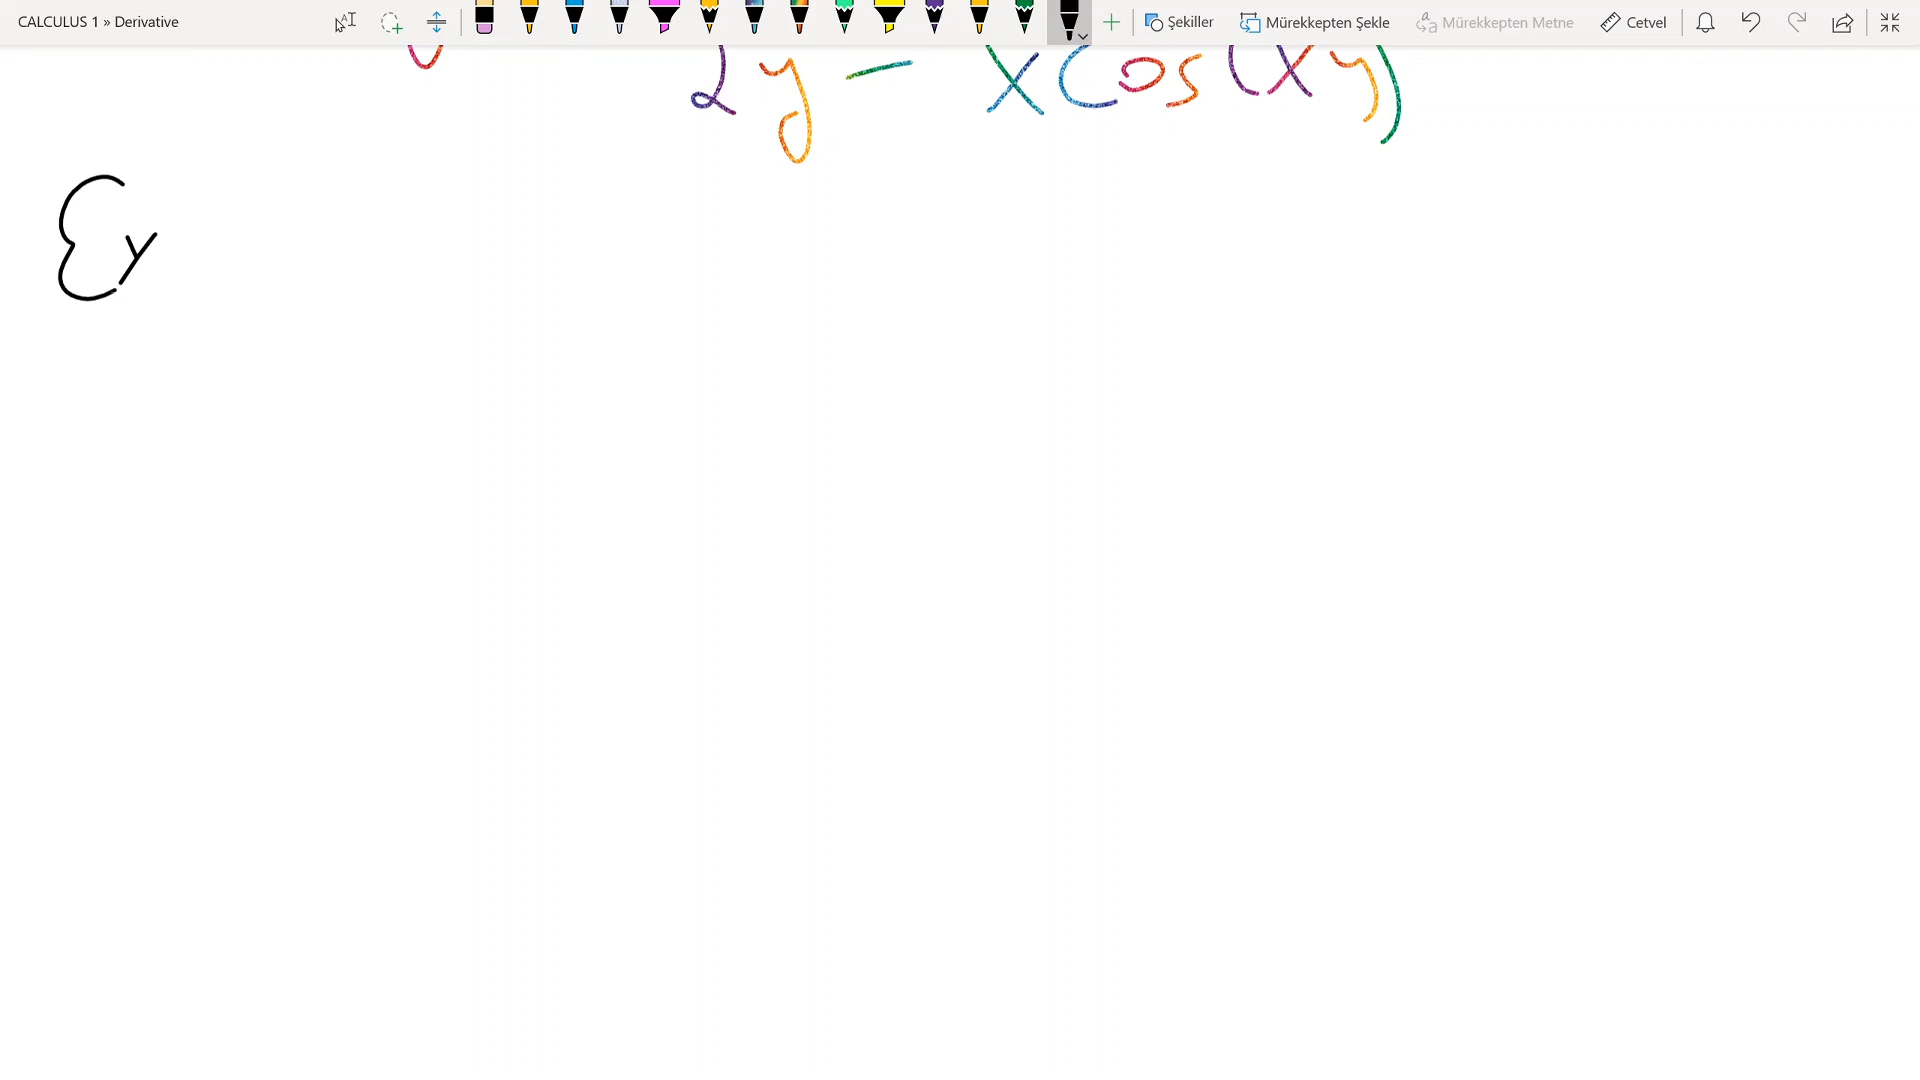 CALCULUS 1 » Derivative Şekiller Mürekkepten Şekle Mürekkepten Metne Cetvel
2y - xCos(xy)
Ey